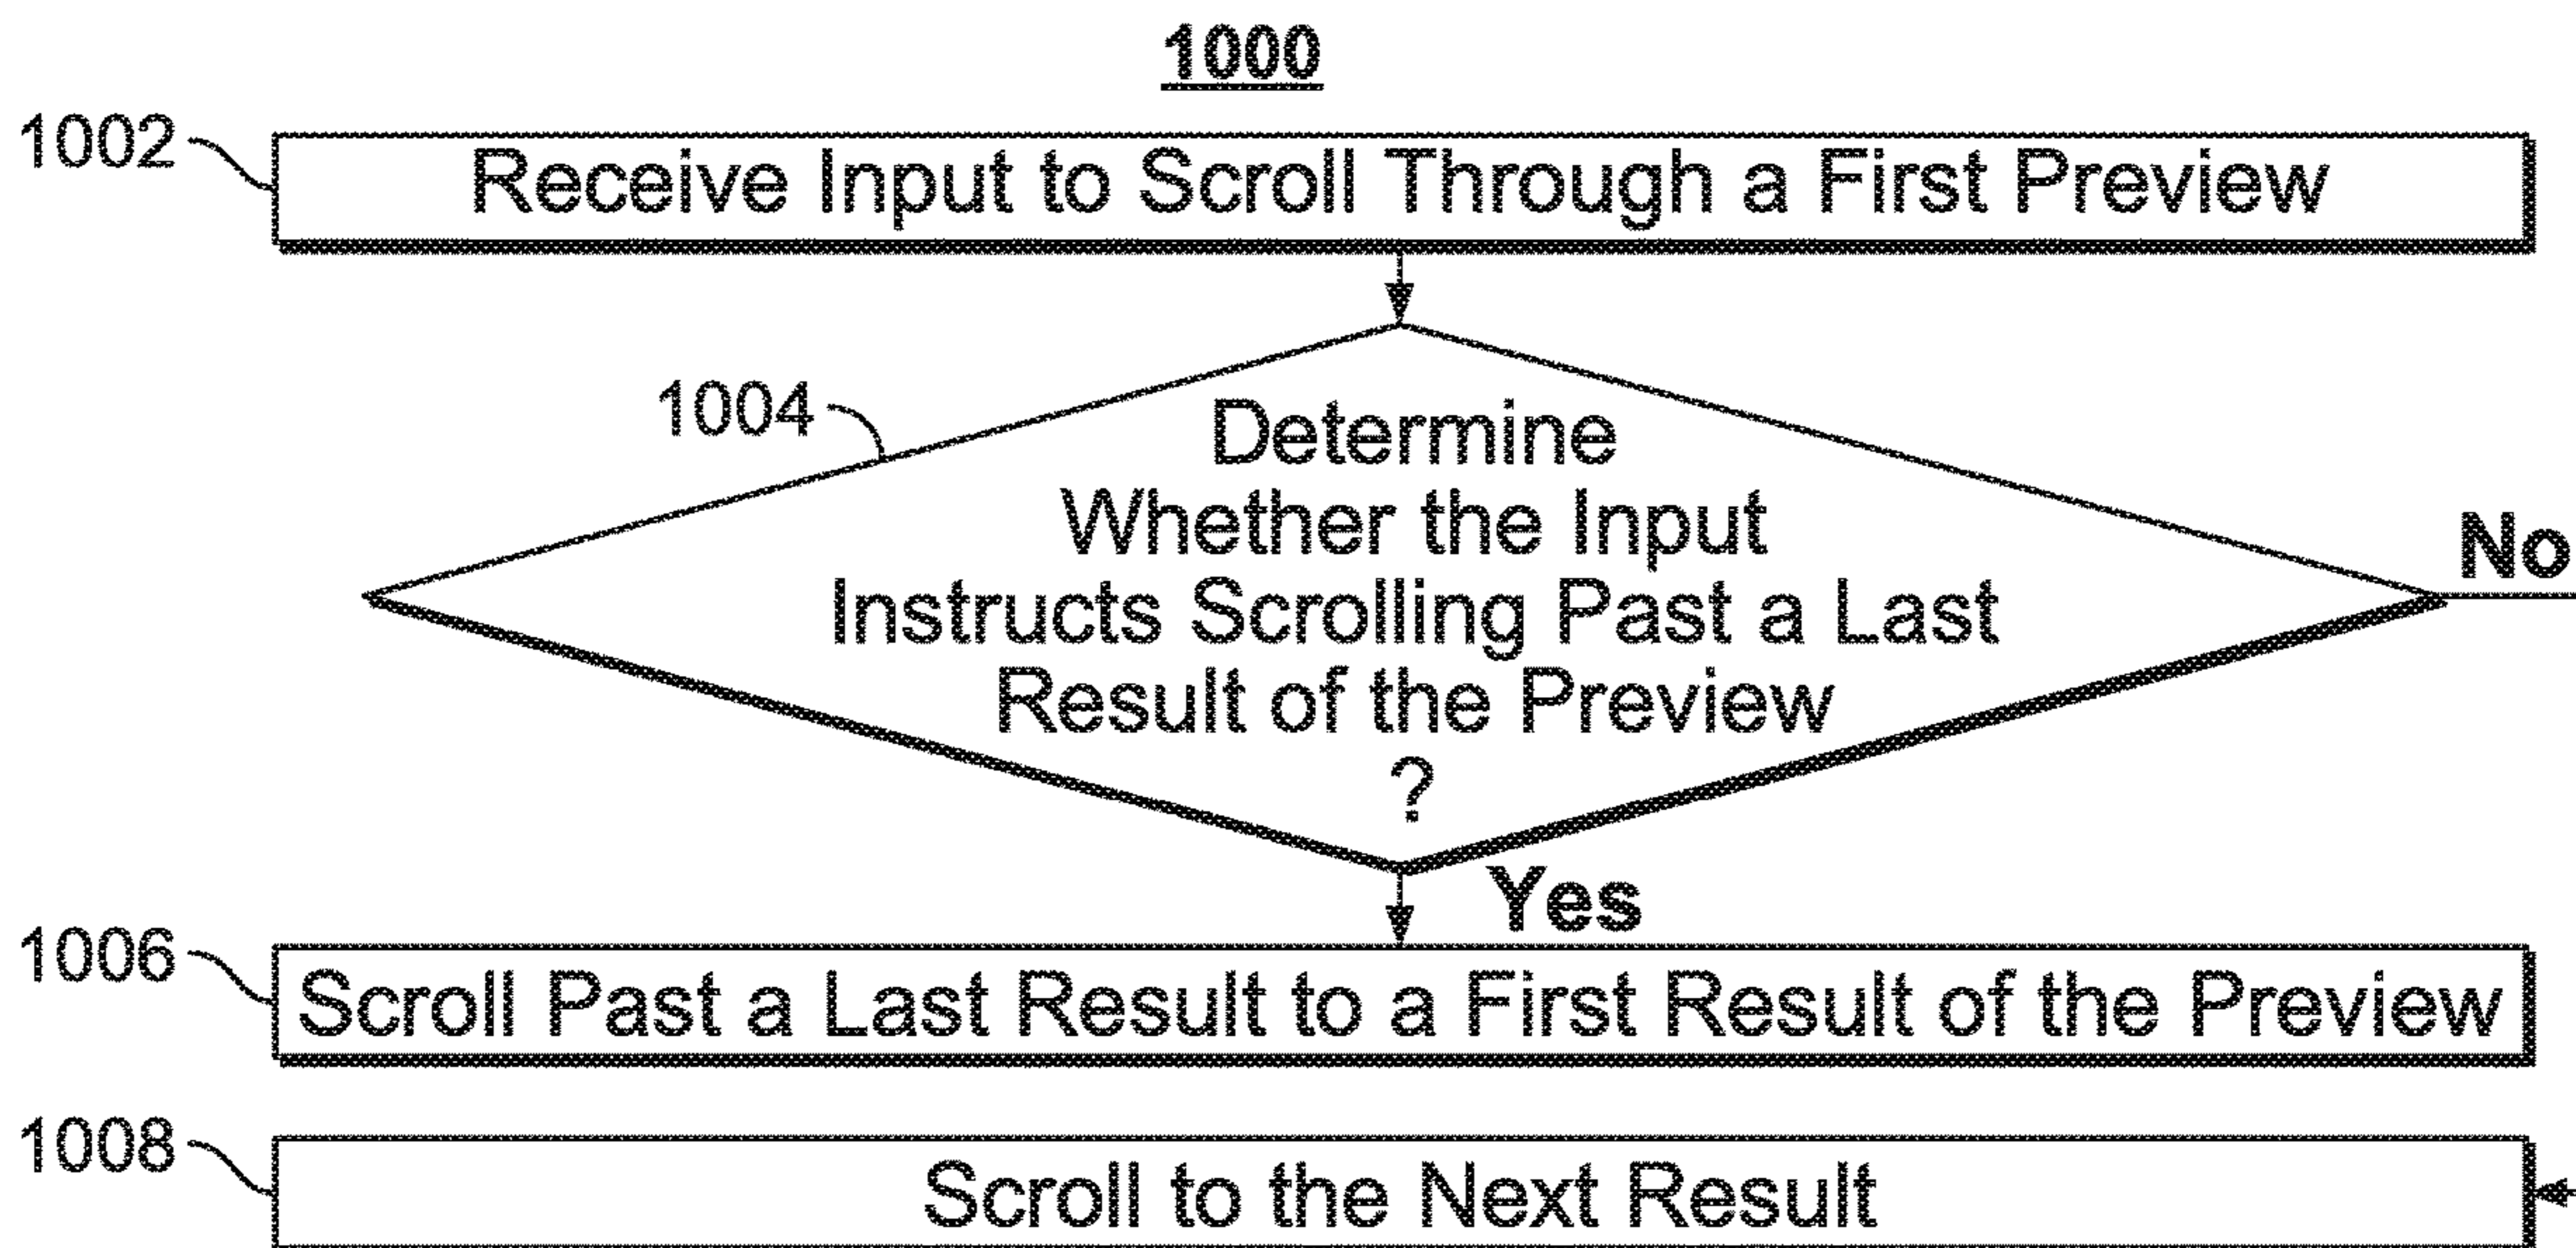 1000
1002
Receive Input to Scroll Through a First Preview
1004
Determine
Whether the Input
Instructs Scrolling Past a Last
Result of the Preview
?
No
Yes
1006
Scroll Past a Last Result to a First Result of the Preview
1008
Scroll to the Next Result